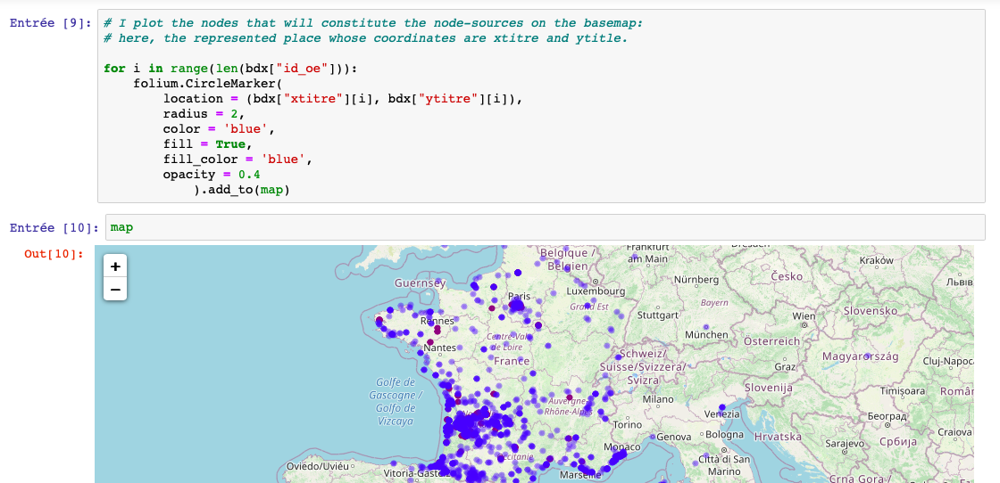 Entrée [9]:
# I plot the nodes that will constitute the node-sources on the basemap:
# here, the represented place whose coordinates are xtitre and ytitle.
for i in range(len(bdx["id_oe"])):
folium.CircleMarker(
location = (bdx["xtitre"][i], bdx["ytitre"][i]),
radius = 2,
color = 'blue',
fill = True,
fill_color = 'blue',
opacity = 0.4
).add_to(map)
Entrée [10]:
map
Out[10]:
+
−
Frankfurt
am Main
België /
Belgien
Kraków
Česko
Nürnberg
Guernsey
Львів
Luxembourg
Paris
Grand Est
Bayern
Stuttgart
Slovensko
Wien
Rennes
München
Österreich
Centre-Val
de Loire
Nantes
France
Schweiz/
Suisse/Svizzera/
Svizra
Magyarország
Cluj-Napoc
Graz
Golfe de
Gascogne /
Golfo de
Vizcaya
Slovenija
Timișoara
Român
Auvergne-
Rhône-Alpes
Milano
Venezia
Београд
Torino
Genova
Bologna
Hrvatska
Craiova
Sarajevo
Србија
Monaco
Occitanie
Città di San
Marino
Oviedo/Uviéu
Vitoria-Gasteiz
Marseille
Crna Gora /